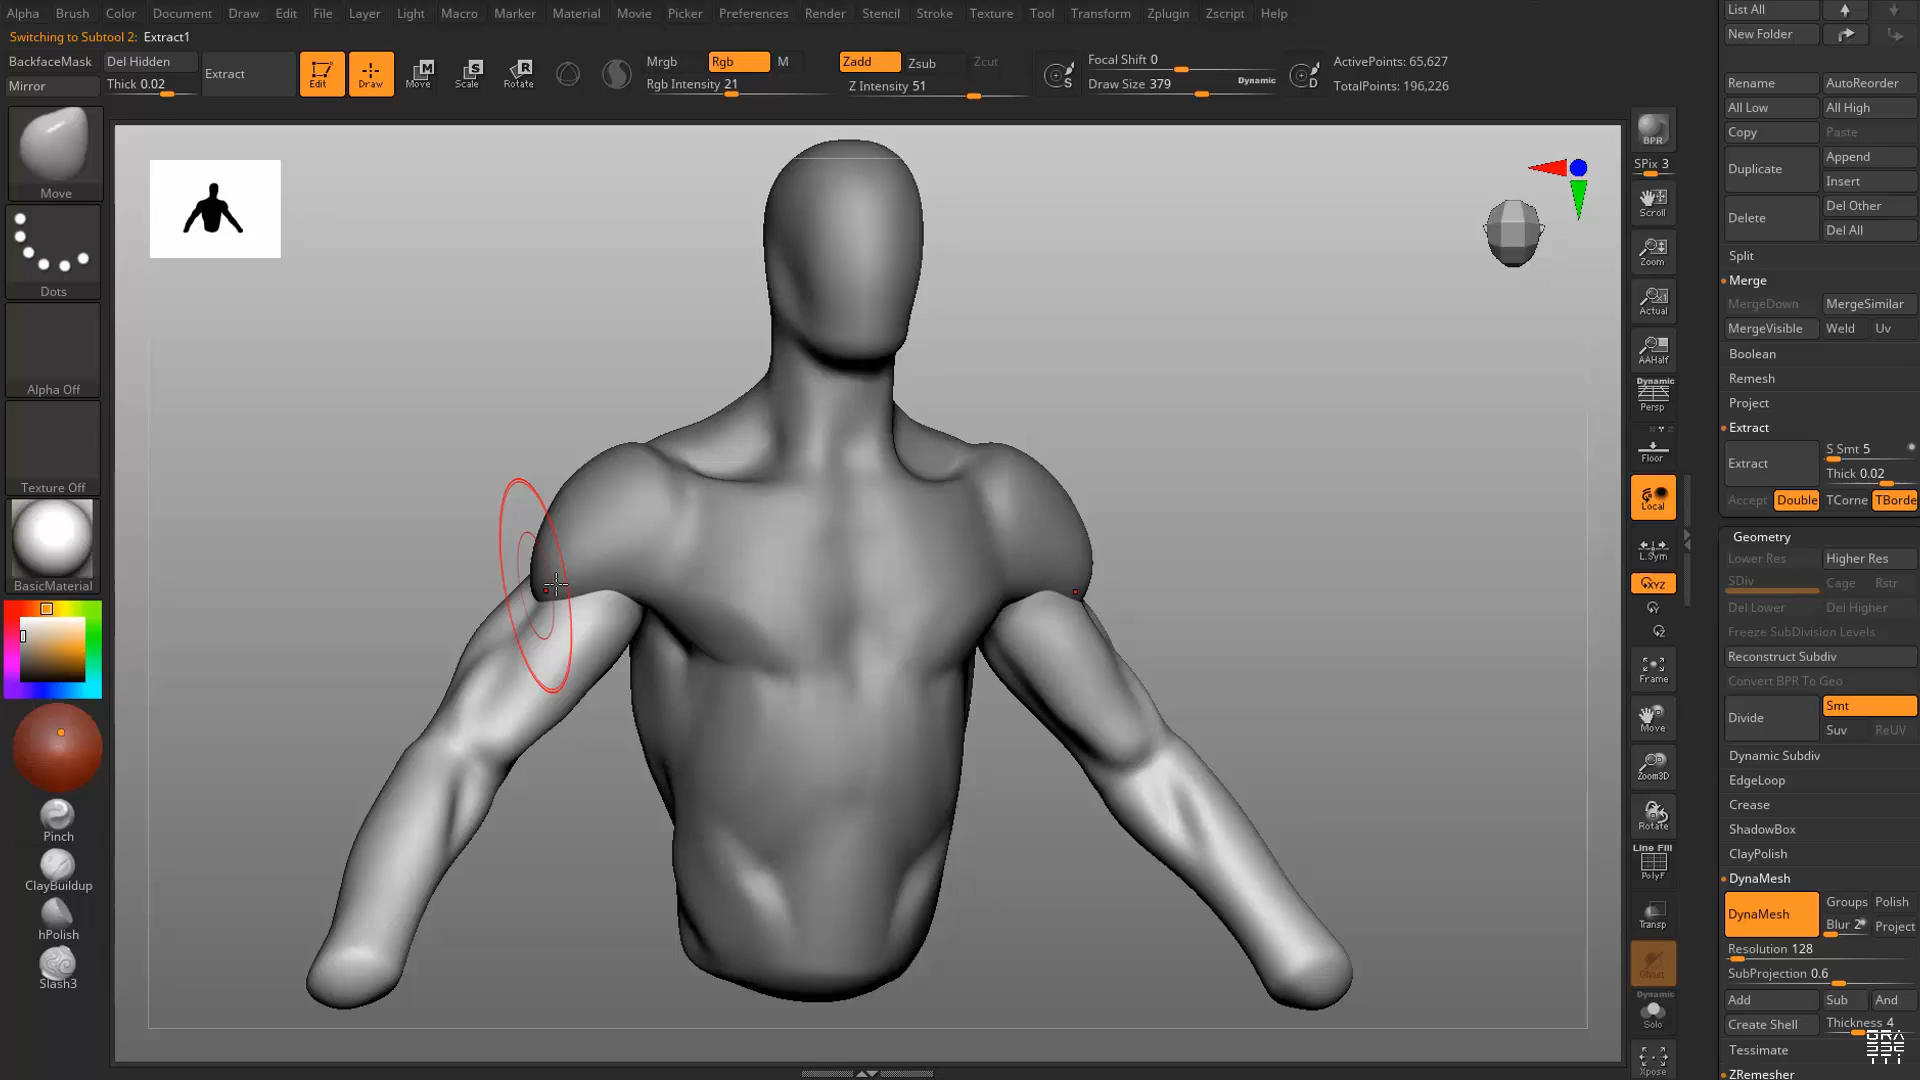 Alpha Brush Color Document Draw Edit File Layer Light Macro Marker Material Movie Picker Preferences Render Stencil Stroke Texture Tool Transform Zplugin Zscript Help
Switching to Subtool 2: Extract1
BackfaceMask Del Hidden
Mirror Thick 0.02
Extract
Edit Draw Move Scale Rotate
Mrgb Rgb M
Rgb Intensity 21
Zadd Zsub Zcut
Z Intensity 51
Focal Shift 0
Draw Size 379 Dynamic
ActivePoints: 65,627
TotalPoints: 196,226
Move
Dots
Alpha Off
Texture Off
BasicMaterial
Pinch
ClayBuildup
hPolish
Slash3
BPR
SPix 3
Scroll
Zoom
Actual
AAHalf
Dynamic
Persp
Floor
Local
L.Sym
XYZ
Y
Z
Frame
Move
Zoom3D
Rotate
Line Fill
PolyF
Transp
Ghost
Dynamic
Solo
Xpose
List All
New Folder
Rename AutoReorder
All Low All High
Copy Paste
Duplicate Append
Insert
Delete Del Other
Del All
Split
Merge
MergeDown MergeSimilar
MergeVisible Weld Uv
Boolean
Remesh
Project
Extract
Extract S Smt 5
Thick 0.02
Accept Double TCorne TBorde
Geometry
Lower Res Higher Res
SDiv Cage Rstr
Del Lower Del Higher
Freeze SubDivision Levels
Reconstruct Subdiv
Convert BPR To Geo
Divide Smt
Suv ReUV
Dynamic Subdiv
EdgeLoop
Crease
ShadowBox
ClayPolish
DynaMesh
DynaMesh Groups Polish
Blur 2 Project
Resolution 128
SubProjection 0.6
Add Sub And
Create Shell Thickness 4
Tessimate
ZRemesher
GRA
SSE
TTI